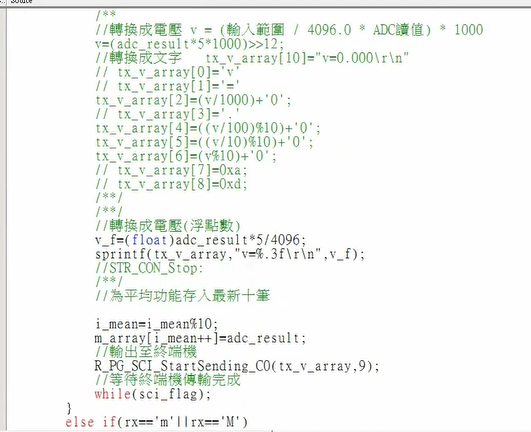 /**
//轉換成電壓 v = (輸入範圍 / 4096.0 * ADC讀值) * 1000
v=(adc_result*5*1000)>>12;
//轉換成文字   tx_v_array[10]="v=0.000\r\n"
// tx_v_array[0]='v'
// tx_v_array[1]='='
tx_v_array[2]=(v/1000)+'0';
// tx_v_array[3]='.'
tx_v_array[4]=((v/100)%10)+'0';
tx_v_array[5]=((v/10)%10)+'0';
tx_v_array[6]=(v%10)+'0';
// tx_v_array[7]=0xa;
// tx_v_array[8]=0xd;
/**/
/**/
//轉換成電壓(浮點數)
v_f=(float)adc_result*5/4096;
sprintf(tx_v_array,"v=%.3f\r\n",v_f);
//STR_CON_Stop:
/**/
//為平均功能存入最新十筆
i_mean=i_mean%10;
m_array[i_mean++]=adc_result;
//輸出至終端機
R_PG_SCI_StartSending_C0(tx_v_array,9);
//等待終端機傳輸完成
while(sci_flag);
}
else if(rx=='m'||rx=='M')